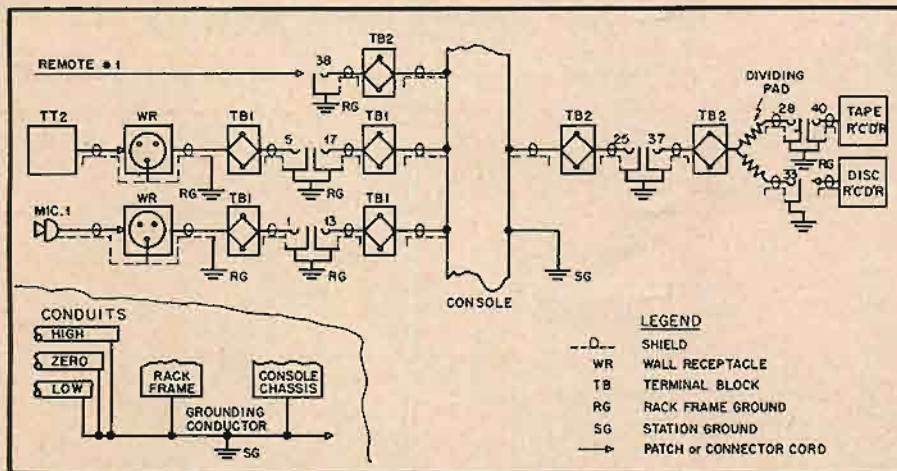 REMOTE #1
38
TB2
RG
TT2
WR
TB1
5
17
TB1
RG
RG
MIC. 1
WR
TB1
1
13
TB1
RG
RG
CONSOLE
SG
TB2
25
37
TB2
RG
DIVIDING
PAD
28
40
RG
TAPE
R'C'D'R
33
DISC
R'C'D'R
CONDUITS
HIGH
ZERO
LOW
RACK
FRAME
CONSOLE
CHASSIS
GROUNDING
CONDUCTOR
SG
LEGEND
SHIELD
WR WALL RECEPTACLE
TB TERMINAL BLOCK
RG RACK FRAME GROUND
SG STATION GROUND
PATCH or CONNECTOR CORD